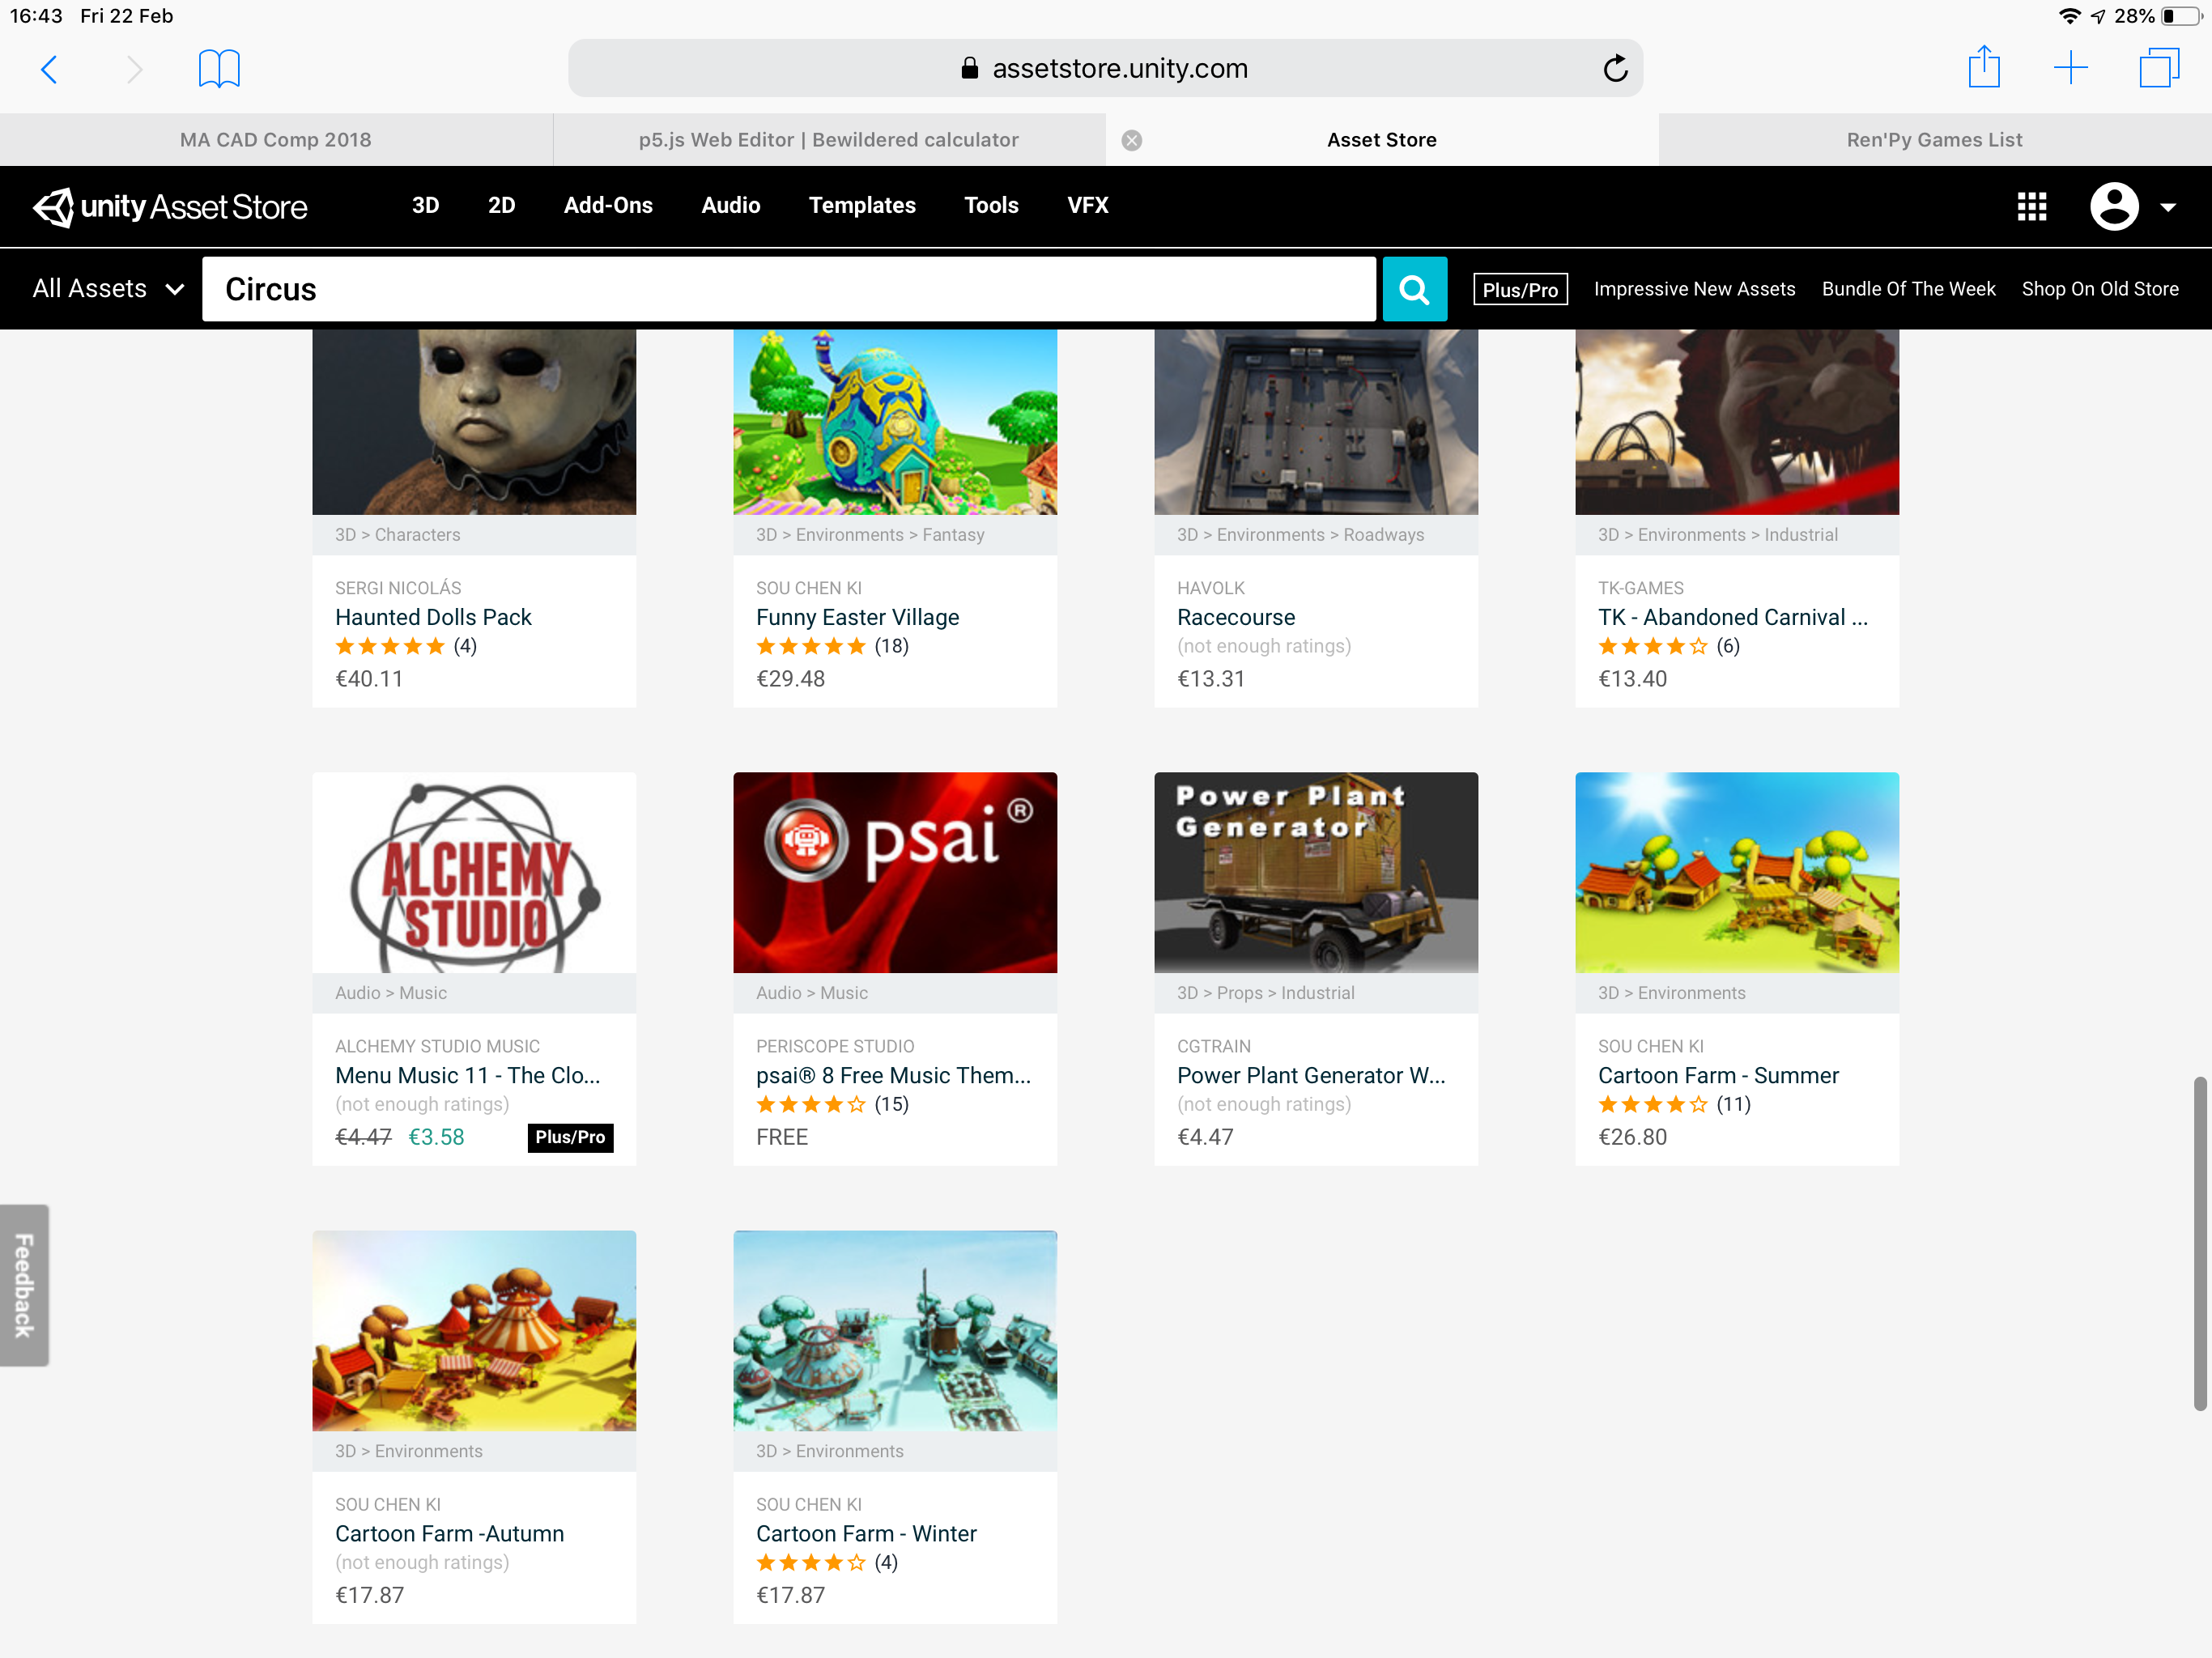 16:43 Fri 22 Feb
28%
assetstore.unity.com
MA CAD Comp 2018
p5.js Web Editor | Bewildered calculator
Asset Store
Ren'Py Games List
unity Asset Store
3D
2D
Add-Ons
Audio
Templates
Tools
VFX
All Assets
Circus
Plus/Pro
Impressive New Assets
Bundle Of The Week
Shop On Old Store
3D > Characters
SERGI NICOLÁS
Haunted Dolls Pack
(4)
€40.11
3D > Environments > Fantasy
SOU CHEN KI
Funny Easter Village
(18)
€29.48
3D > Environments > Roadways
HAVOLK
Racecourse
(not enough ratings)
€13.31
3D > Environments > Industrial
TK-GAMES
TK - Abandoned Carnival ...
(6)
€13.40
ALCHEMY
STUDIO
Audio > Music
ALCHEMY STUDIO MUSIC
Menu Music 11 - The Clo...
(not enough ratings)
€4.47 €3.58 Plus/Pro
psai®
Audio > Music
PERISCOPE STUDIO
psai® 8 Free Music Them...
(15)
FREE
Power Plant
Generator
3D > Props > Industrial
CGTRAIN
Power Plant Generator W...
(not enough ratings)
€4.47
3D > Environments
SOU CHEN KI
Cartoon Farm - Summer
(11)
€26.80
Feedback
3D > Environments
SOU CHEN KI
Cartoon Farm -Autumn
(not enough ratings)
€17.87
3D > Environments
SOU CHEN KI
Cartoon Farm - Winter
(4)
€17.87